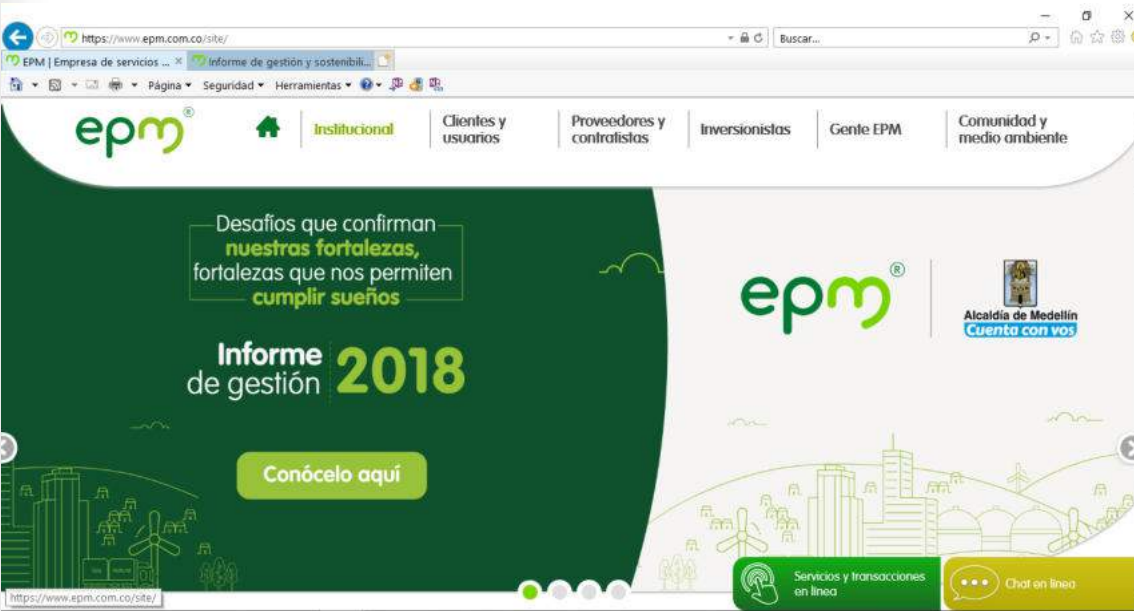 https://www.epm.com.co/site/
Buscar...
EPM | Empresa de servicios ...
Informe de gestión y sostenibili...
Página
Seguridad
Herramientas
epm®
Institucional
Clientes y
usuarios
Proveedores y
contratistas
Inversionistas
Gente EPM
Comunidad y
medio ambiente
Desafíos que confirman
nuestras fortalezas,
fortalezas que nos permiten
cumplir sueños
Informe
de gestión
2018
Conócelo aquí
epm®
Alcaldía de Medellín
Cuenta con vos
Servicios y transacciones
en línea
Chat en línea
https://www.epm.com.co/site/